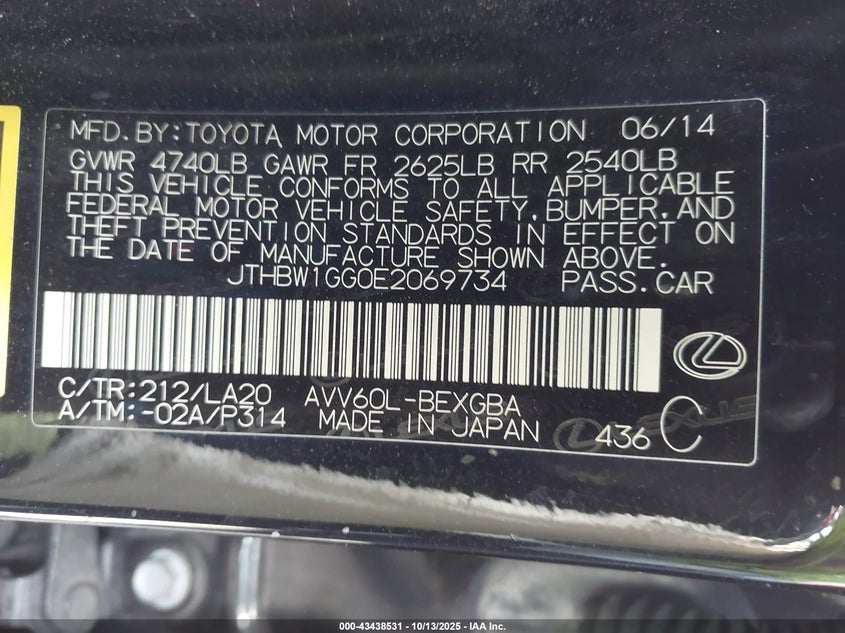 MFD.BY:TOYOTA MOTOR CORPORATION 06/14
GVWR 4740LB GAWR FR 2625LB RR 2540LB
THIS VEHICLE CONFORMS TO ALL APPLICABLE
FEDERAL MOTOR VEHICLE SAFETY,BUMPER,AND
THEFT PREVENTION STANDARDS IN EFFECT ON
THE DATE OF MANUFACTURE SHOWN ABOVE.
JTHBW1GG0E2069734 PASS.CAR
C/TR:212/LA20 AVV60L-BEXGBA
A/TM:-02A/P314 MADE IN JAPAN 436 C
LEXUS
000-43438531 - 10/13/2025 - IAA Inc.